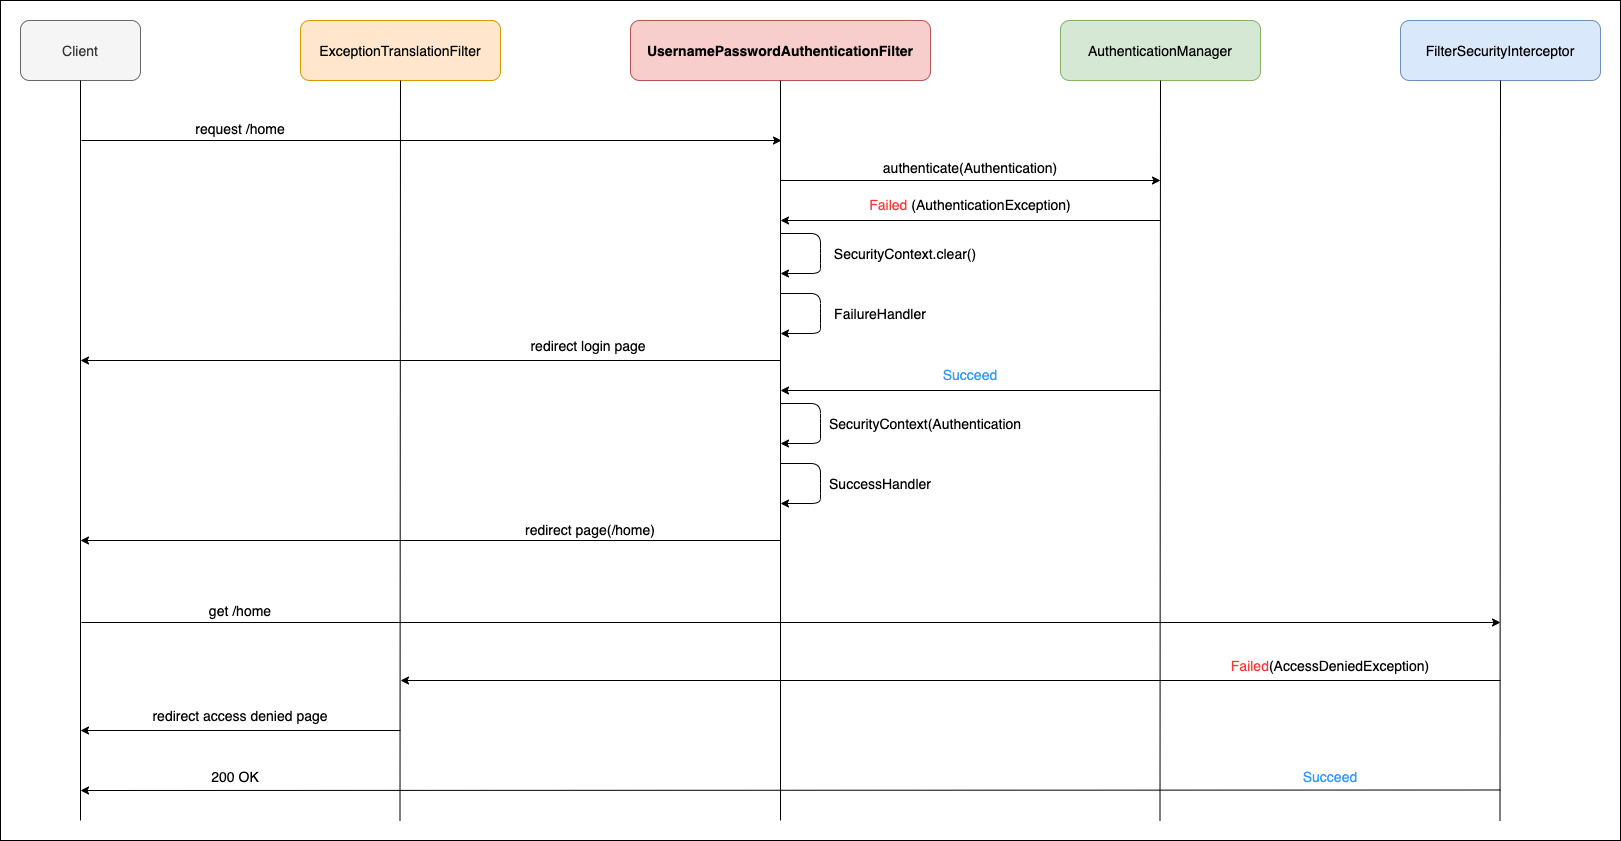 Client
ExceptionTranslationFilter
UsernamePasswordAuthenticationFilter
AuthenticationManager
FilterSecurityInterceptor
request /home
authenticate(Authentication)
Failed (AuthenticationException)
SecurityContext.clear()
FailureHandler
redirect login page
Succeed
SecurityContext(Authentication
SuccessHandler
redirect page(/home)
get /home
Failed(AccessDeniedException)
redirect access denied page
200 OK
Succeed